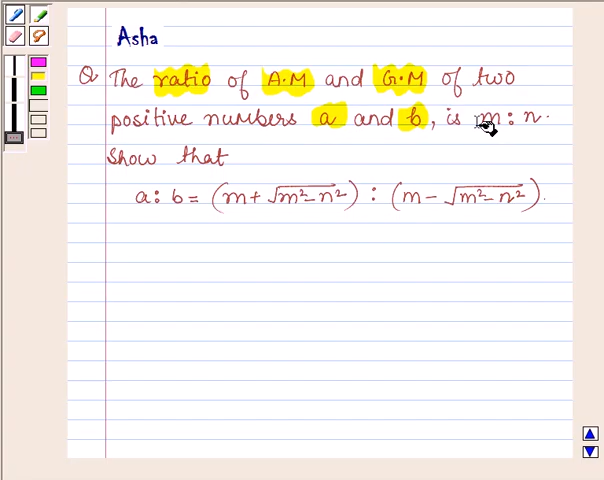 Asha
Q The ratio of A.M and G.M of two
positive numbers a and b, is m : n.
Show that
a : b = (m + √m²-n²) : (m - √m²-n²).